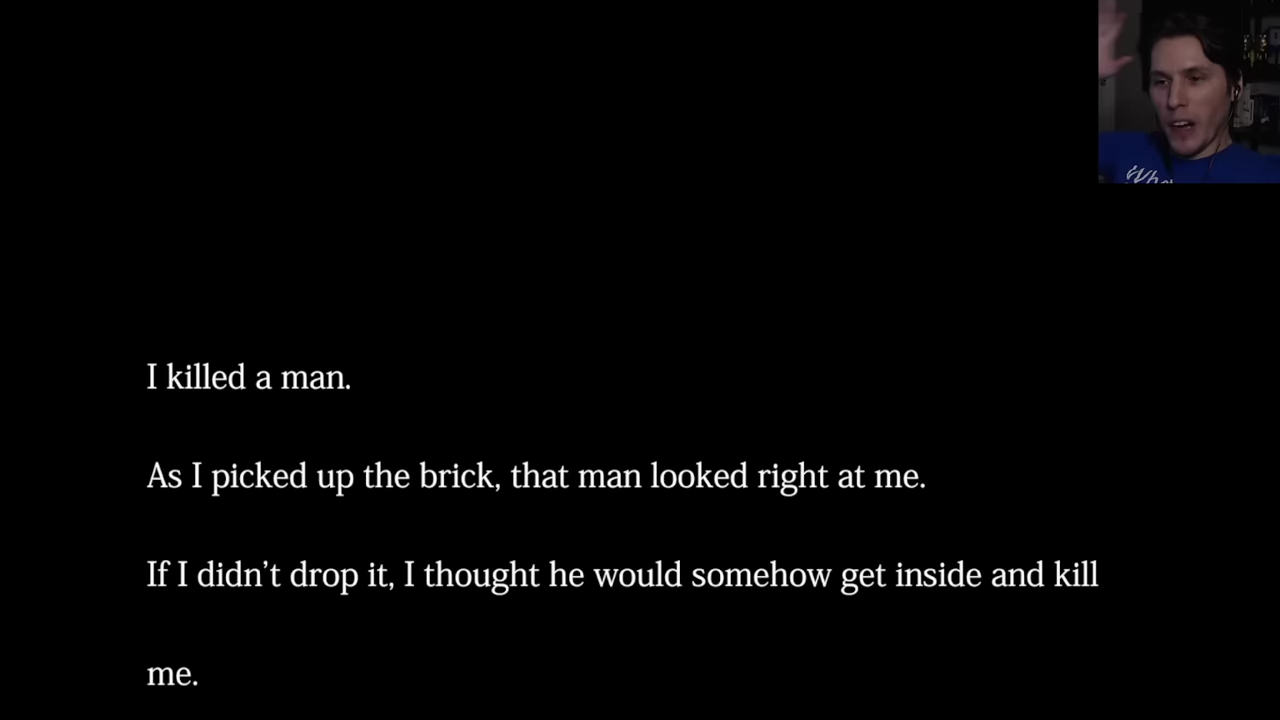 I killed a man.
As I picked up the brick, that man looked right at me.
If I didn’t drop it, I thought he would somehow get inside and kill
me.